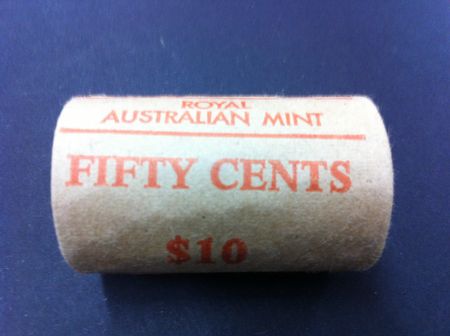 ROYAL
AUSTRALIAN MINT
FIFTY CENTS
$10